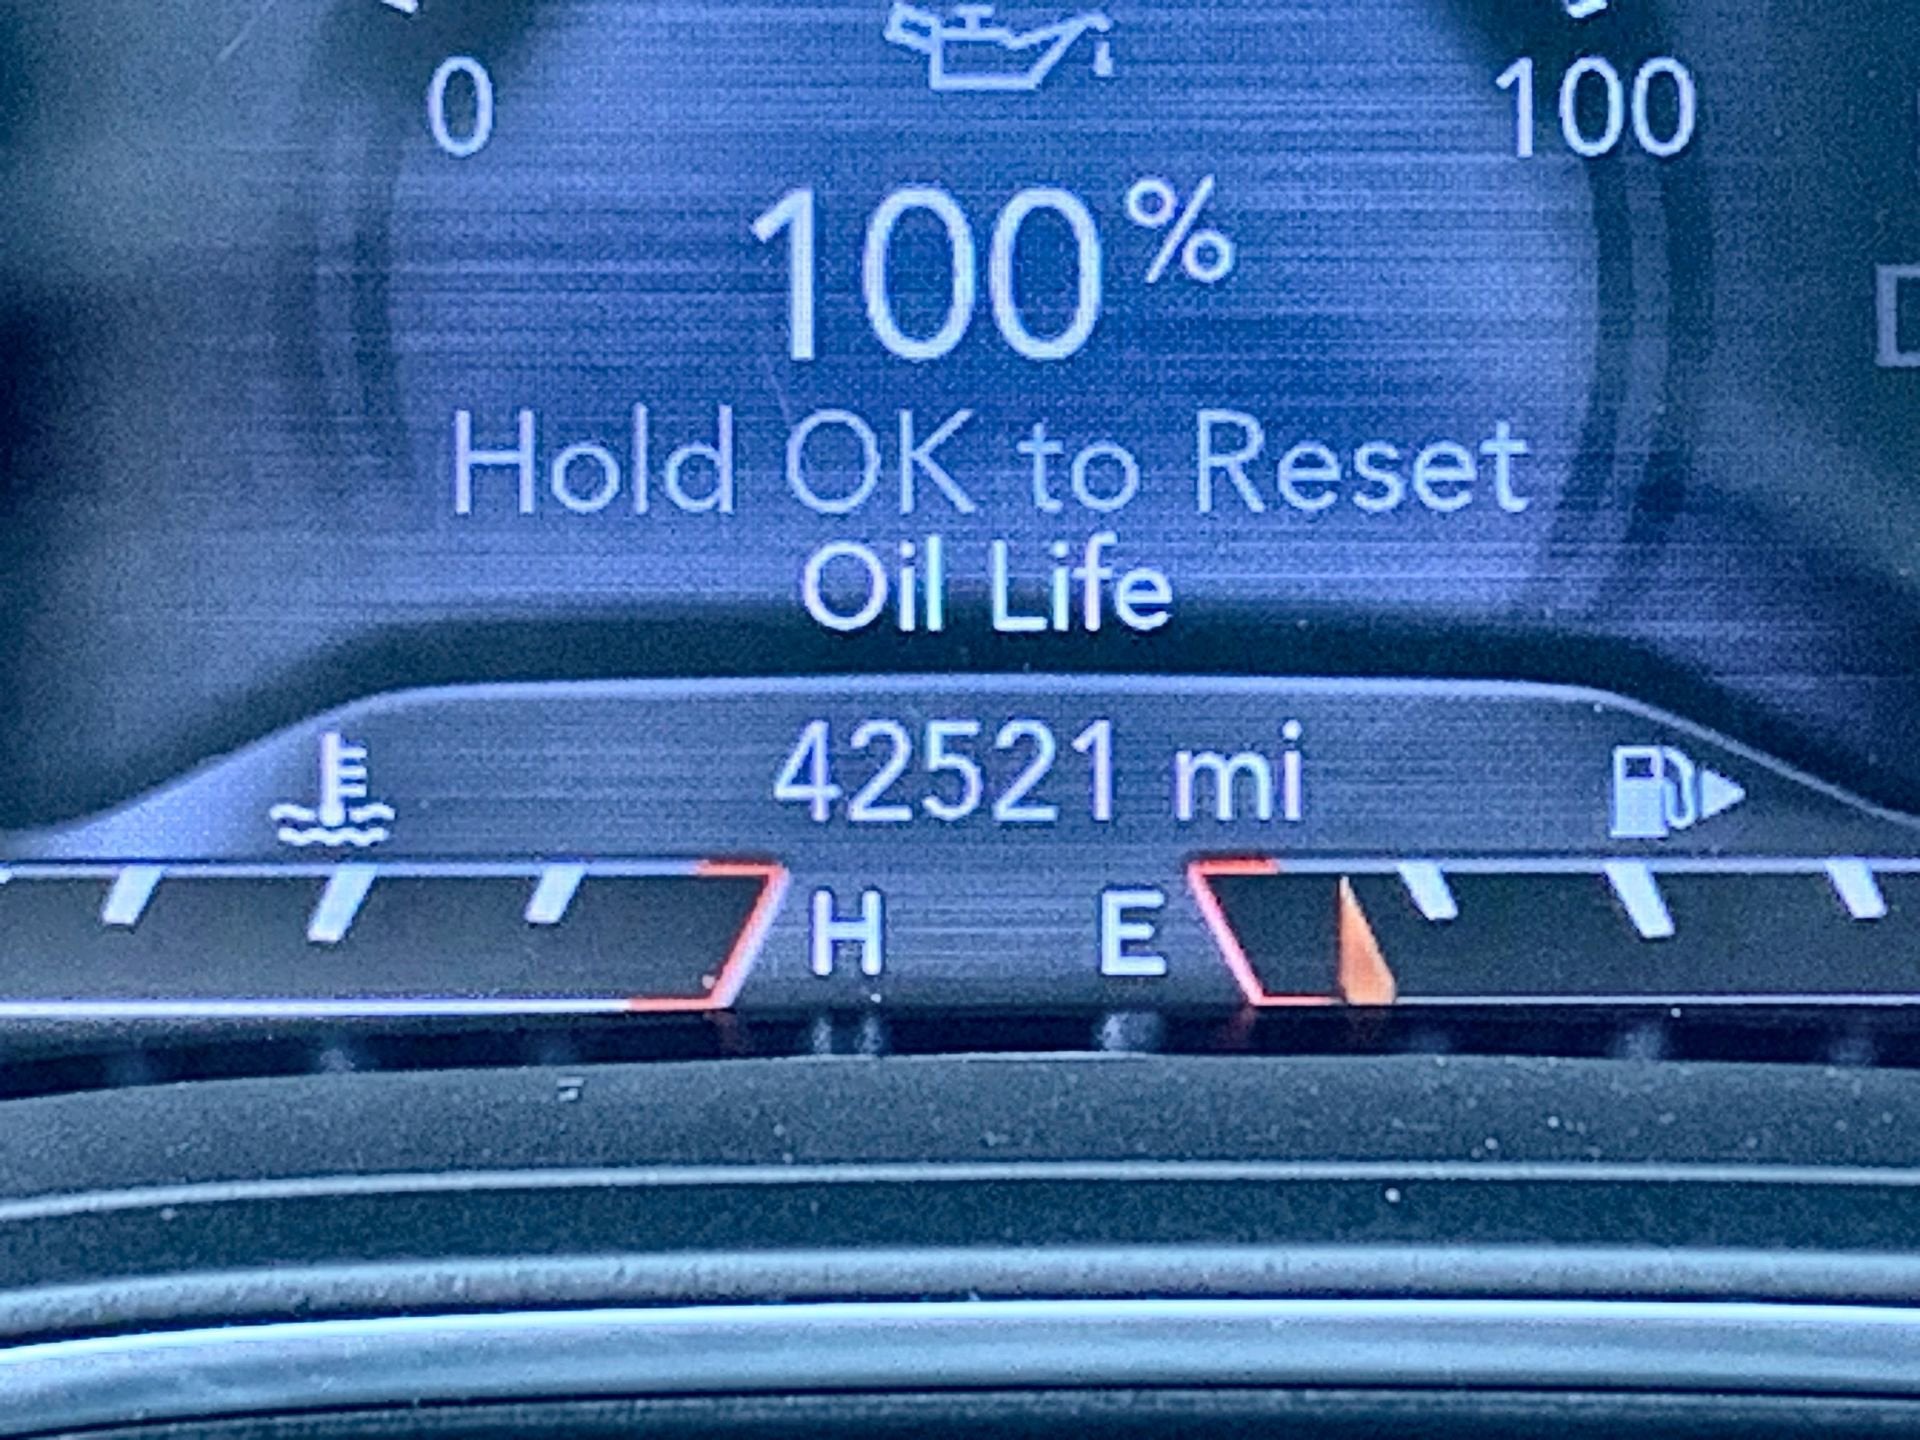 0 100
100%
Hold OK to Reset
Oil Life
42521 mi
H E